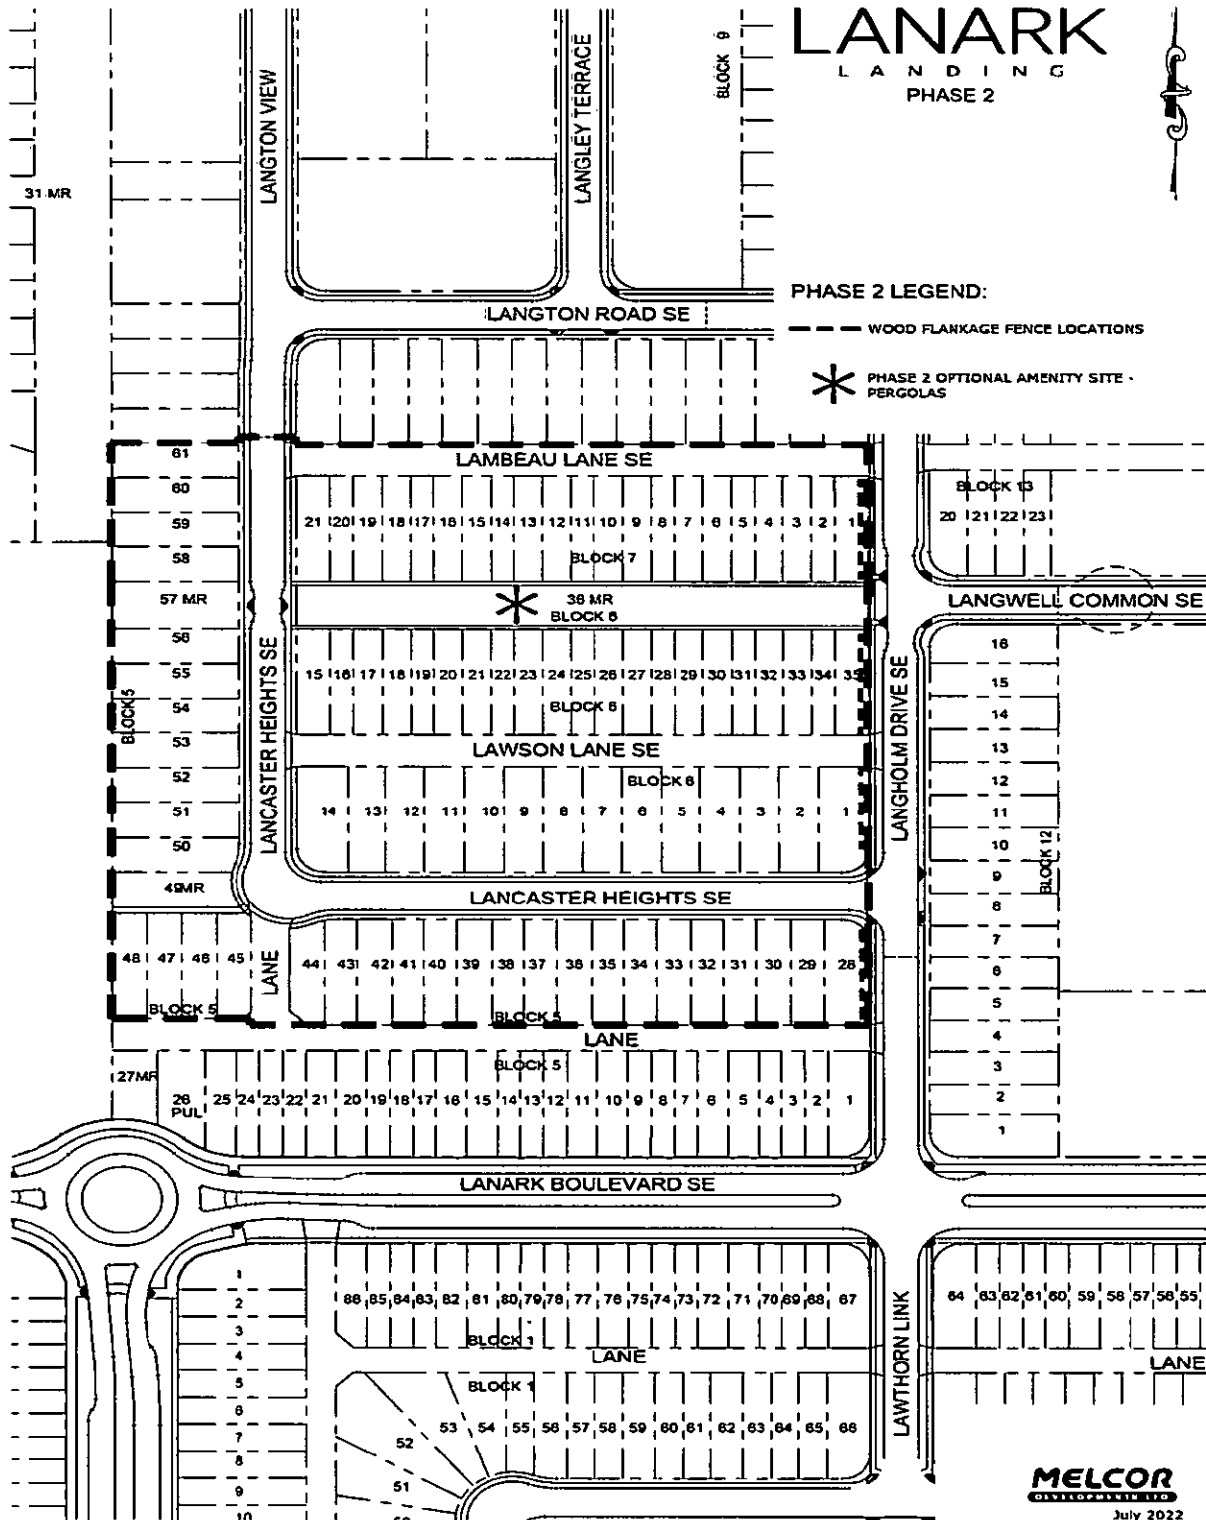 LANARK
LANDING
PHASE 2
BLOCK 9
LANGTON VIEW
LANGLEY TERRACE
31 MR
PHASE 2 LEGEND:
WOOD FLANKAGE FENCE LOCATIONS
PHASE 2 OPTIONAL AMENITY SITE -
PERGOLAS
LANGTON ROAD SE
61
LAMBEAU LANE SE
60
59
58
57 MR
56
55
54
53
52
51
50
49MR
BLOCK 5
LANCASTER HEIGHTS SE
21 20 19 18 17 16 15 14 13 12 11 10 9 8 7 6 5 4 3 2 1
BLOCK 7
BLOCK 13
20 21 22 23
36 MR
BLOCK 6
LANGWELL COMMON SE
15 16 17 18 19 20 21 22 23 24 25 26 27 28 29 30 31 32 33 34 35
BLOCK 6
LAWSON LANE SE
BLOCK 6
14 13 12 11 10 9 8 7 6 5 4 3 2 1
LANGHOLM DRIVE SE
16
15
14
13
12
11
10
9
8
7
6
5
4
3
2
1
BLOCK 12
LANCASTER HEIGHTS SE
48 47 46 45
LANE
44 43 42 41 40 39 38 37 36 35 34 33 32 31 30 29 28
BLOCK 5
BLOCK 5
LANE
BLOCK 5
27MR
26
PUL
25 24 23 22 21 20 19 18 17 16 15 14 13 12 11 10 9 8 7 6 5 4 3 2 1
LANARK BOULEVARD SE
1
2
3
4
5
6
7
8
9
10
86 85 84 83 82 81 80 79 78 77 76 75 74 73 72 71 70 69 68 67
BLOCK 1
LANE
BLOCK 1
51
52
53 54 55 56 57 58 59 60 61 62 63 64 65 66
LAWTHORN LINK
64 63 62 61 60 59 58 57 56 55
LANE
MELCOR
DEVELOPMENTS LTD
July 2022